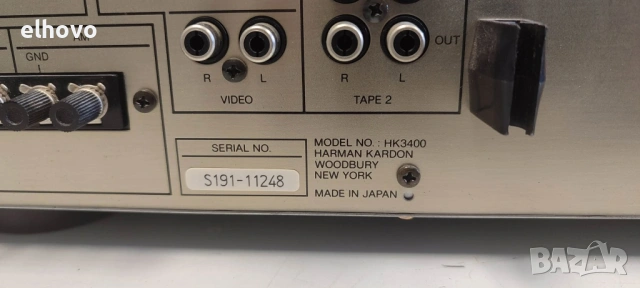 elhovo
AM
GND
OUT
R L
R L
VIDEO
TAPE 2
SERIAL NO.
S191-11248
MODEL NO.: HK3400
HARMAN KARDON
WOODBURY
NEW YORK
MADE IN JAPAN
BAZAR